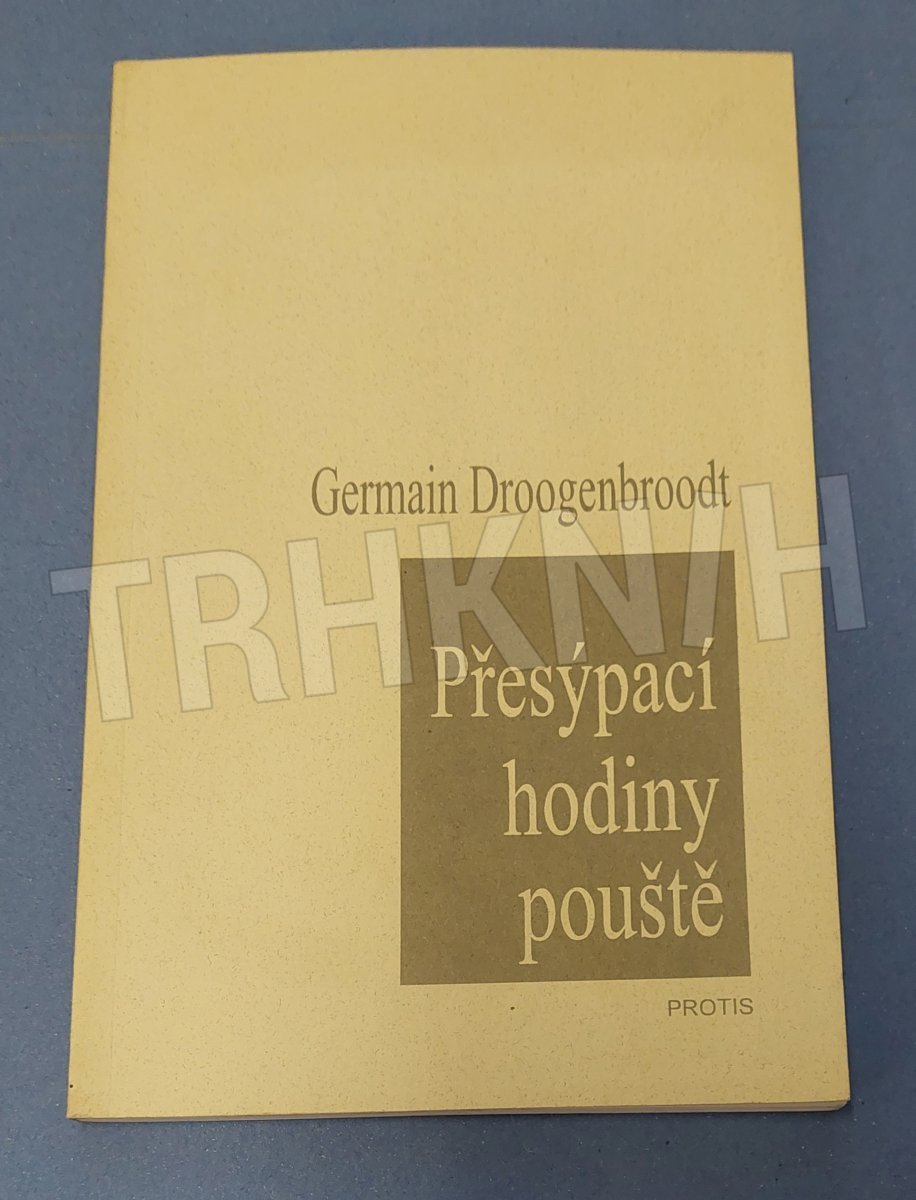 Germain Droogenbroodt
TRHKNIH
Přesýpací
hodiny
pouště
PROTIS